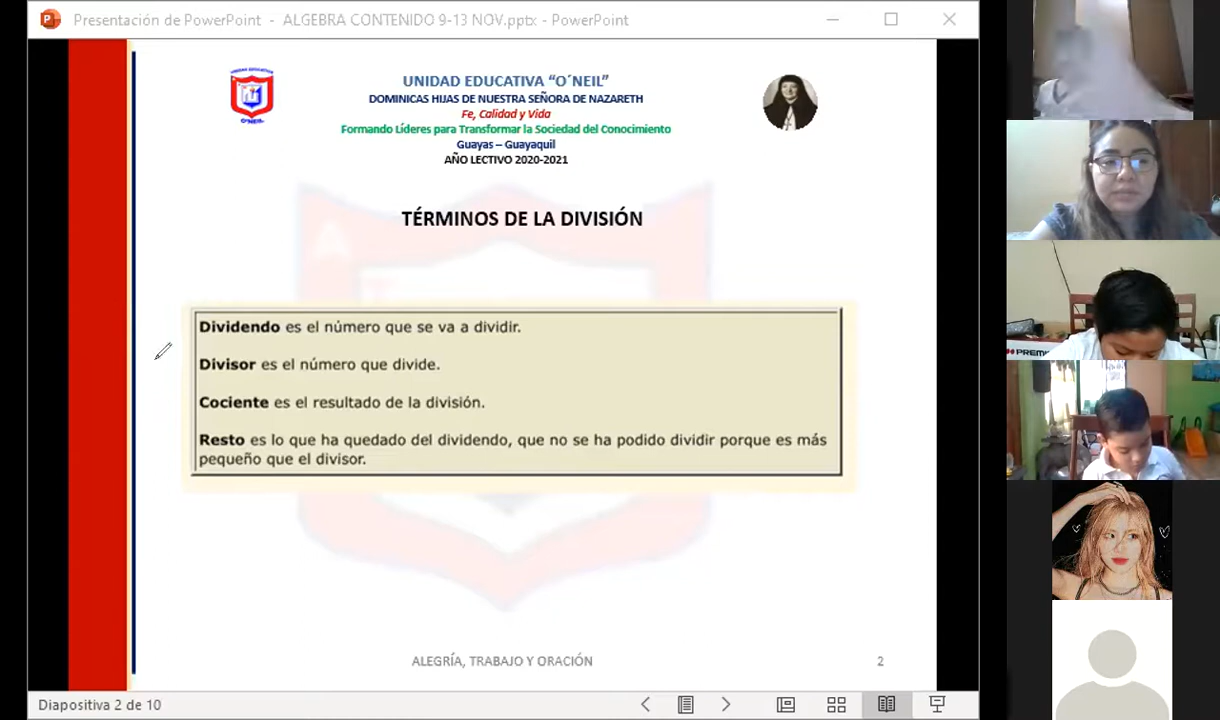 Presentación de PowerPoint - ALGEBRA CONTENIDO 9-13 NOV.pptx - PowerPoint
UNIDAD EDUCATIVA “O´NEIL”
DOMINICAS HIJAS DE NUESTRA SEÑORA DE NAZARETH
Fe, Calidad y Vida
Formando Líderes para Transformar la Sociedad del Conocimiento
Guayas – Guayaquil
AÑO LECTIVO 2020-2021
TÉRMINOS DE LA DIVISIÓN
Dividendo es el número que se va a dividir.
Divisor es el número que divide.
Cociente es el resultado de la división.
Resto es lo que ha quedado del dividendo, que no se ha podido dividir porque es más
pequeño que el divisor.
ALEGRÍA, TRABAJO Y ORACIÓN
2
Diapositiva 2 de 10
UNIDAD EDUCATIVA
O´NEIL